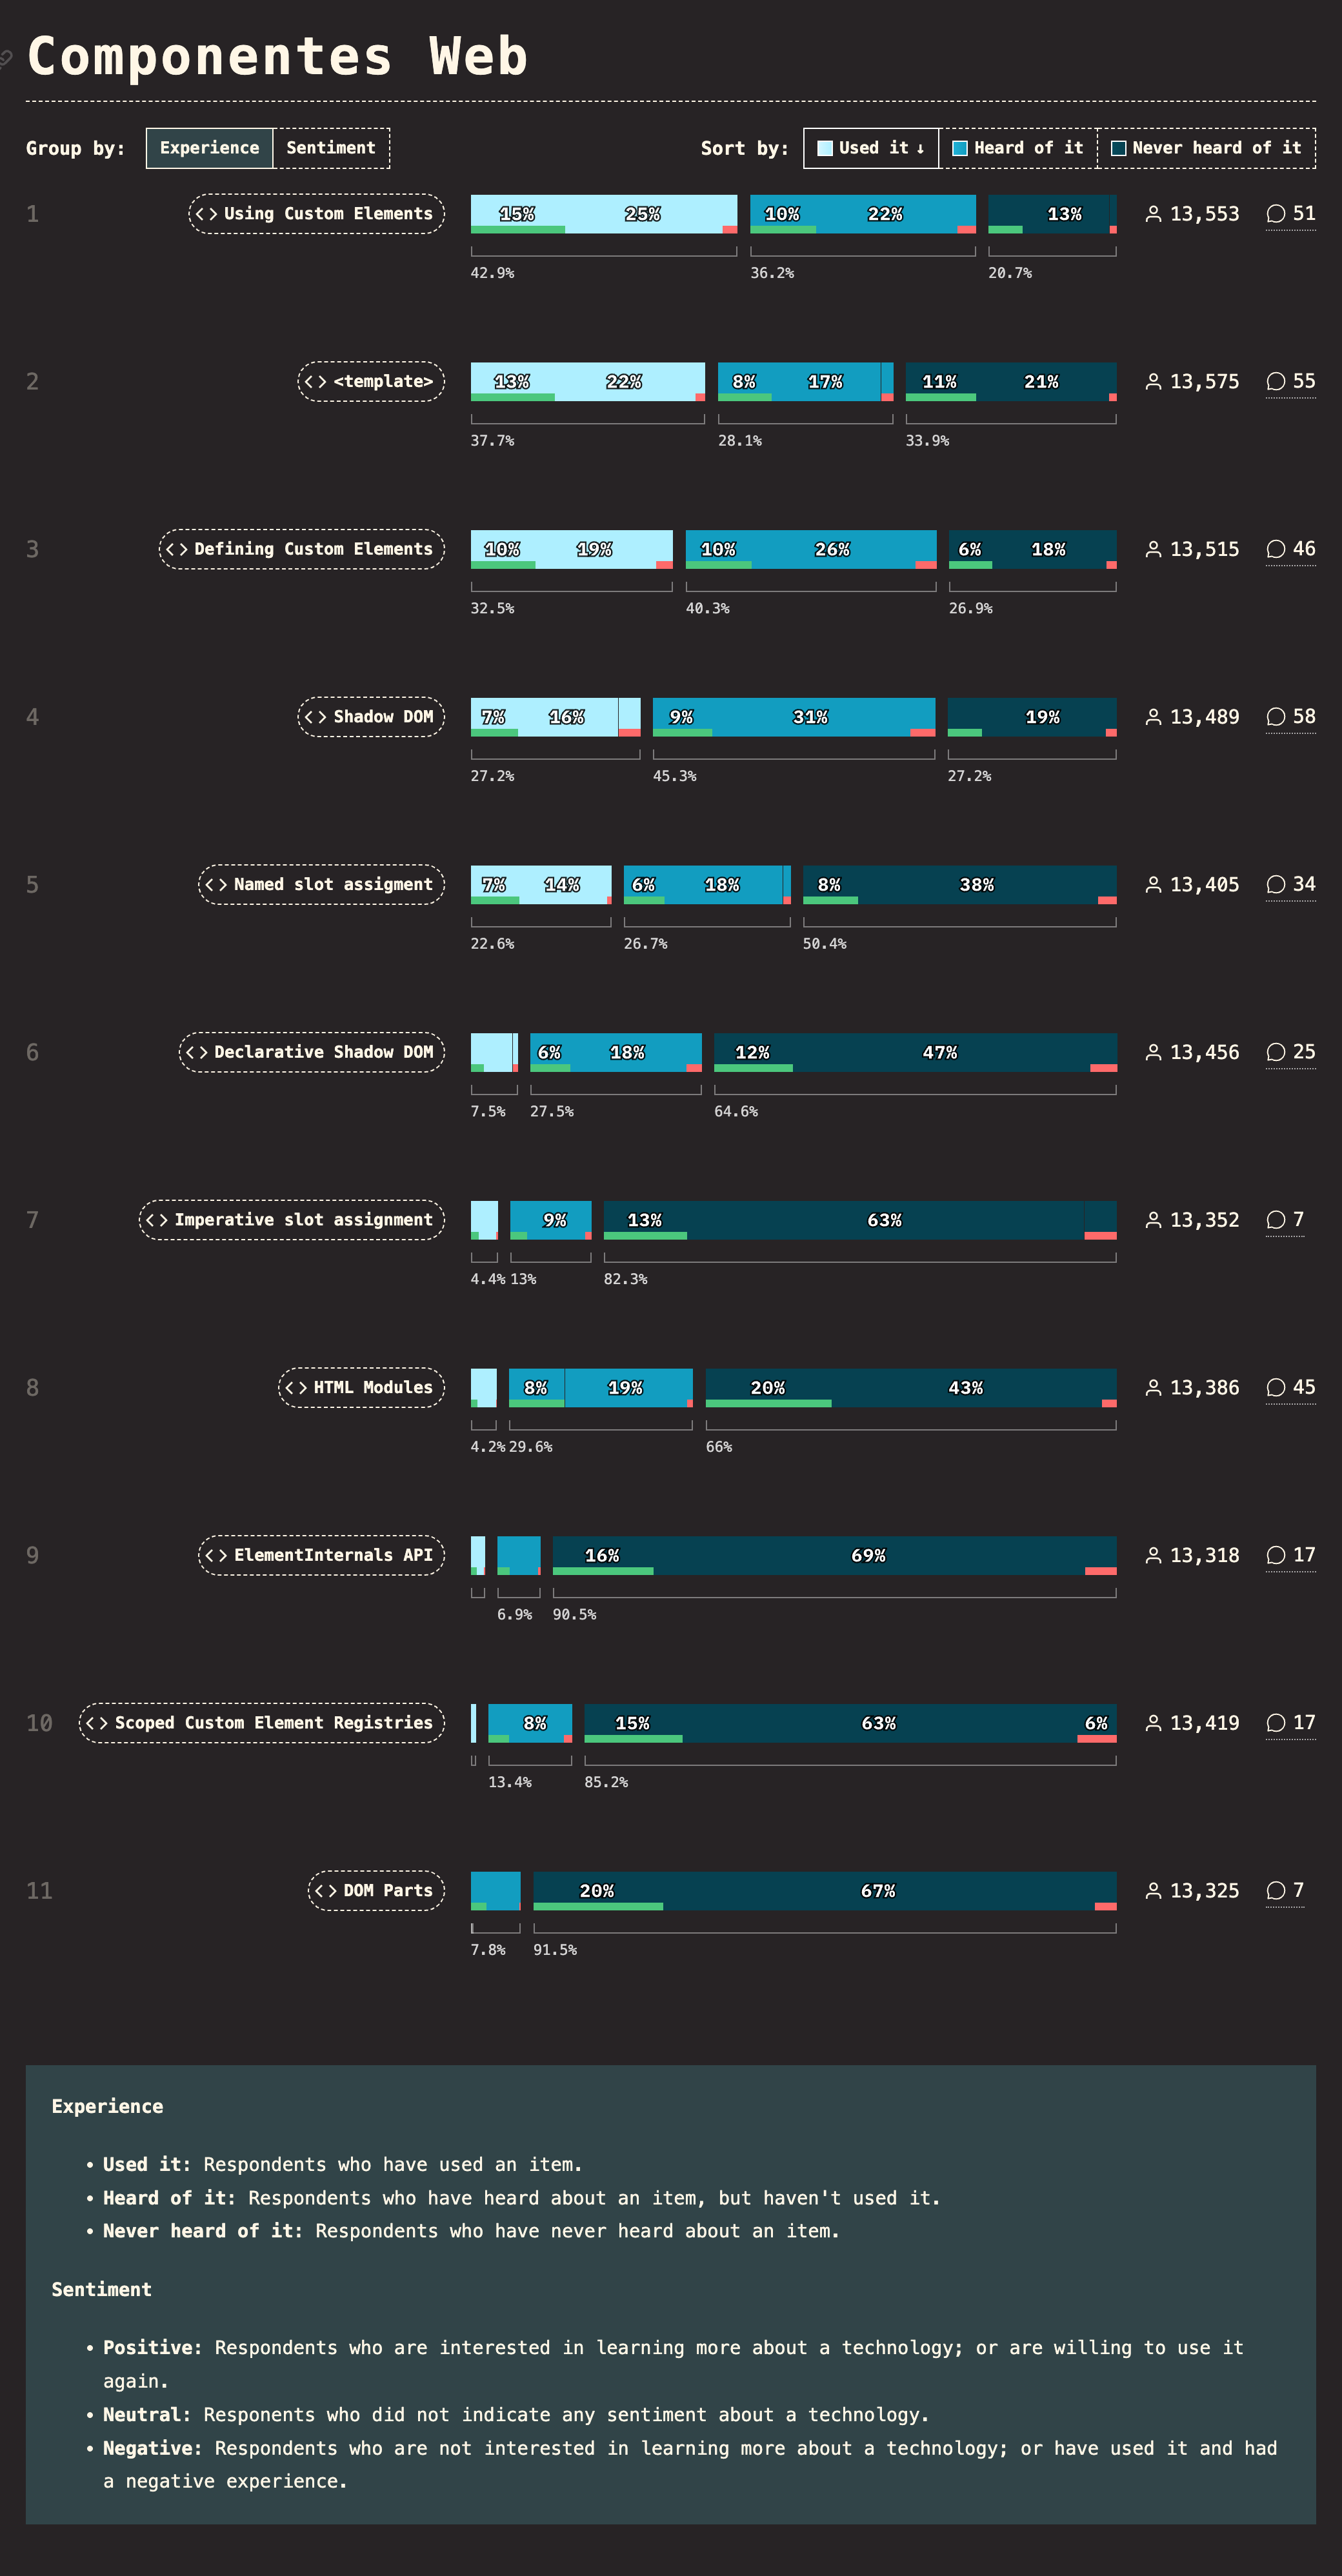 Componentes Web
Group by: Experience Sentiment Sort by: Used it ↓ Heard of it Never heard of it
1 <> Using Custom Elements 15% 25% 10% 22% 13% 13,553 51
42.9% 36.2% 20.7%
2 <> <template> 13% 22% 8% 17% 11% 21% 13,575 55
37.7% 28.1% 33.9%
3 <> Defining Custom Elements 10% 19% 10% 26% 6% 18% 13,515 46
32.5% 40.3% 26.9%
4 <> Shadow DOM 7% 16% 9% 31% 19% 13,489 58
27.2% 45.3% 27.2%
5 <> Named slot assigment 7% 14% 6% 18% 8% 38% 13,405 34
22.6% 26.7% 50.4%
6 <> Declarative Shadow DOM 6% 18% 12% 47% 13,456 25
7.5% 27.5% 64.6%
7 <> Imperative slot assignment 9% 13% 63% 13,352 7
4.4% 13% 82.3%
8 <> HTML Modules 8% 19% 20% 43% 13,386 45
4.2% 29.6% 66%
9 <> ElementInternals API 16% 69% 13,318 17
6.9% 90.5%
10 <> Scoped Custom Element Registries 8% 15% 63% 6% 13,419 17
13.4% 85.2%
11 <> DOM Parts 20% 67% 13,325 7
7.8% 91.5%
Experience
• Used it: Respondents who have used an item.
• Heard of it: Respondents who have heard about an item, but haven't used it.
• Never heard of it: Respondents who have never heard about an item.
Sentiment
• Positive: Respondents who are interested in learning more about a technology; or are willing to use it
again.
• Neutral: Responents who did not indicate any sentiment about a technology.
• Negative: Respondents who are not interested in learning more about a technology; or have used it and had
a negative experience.